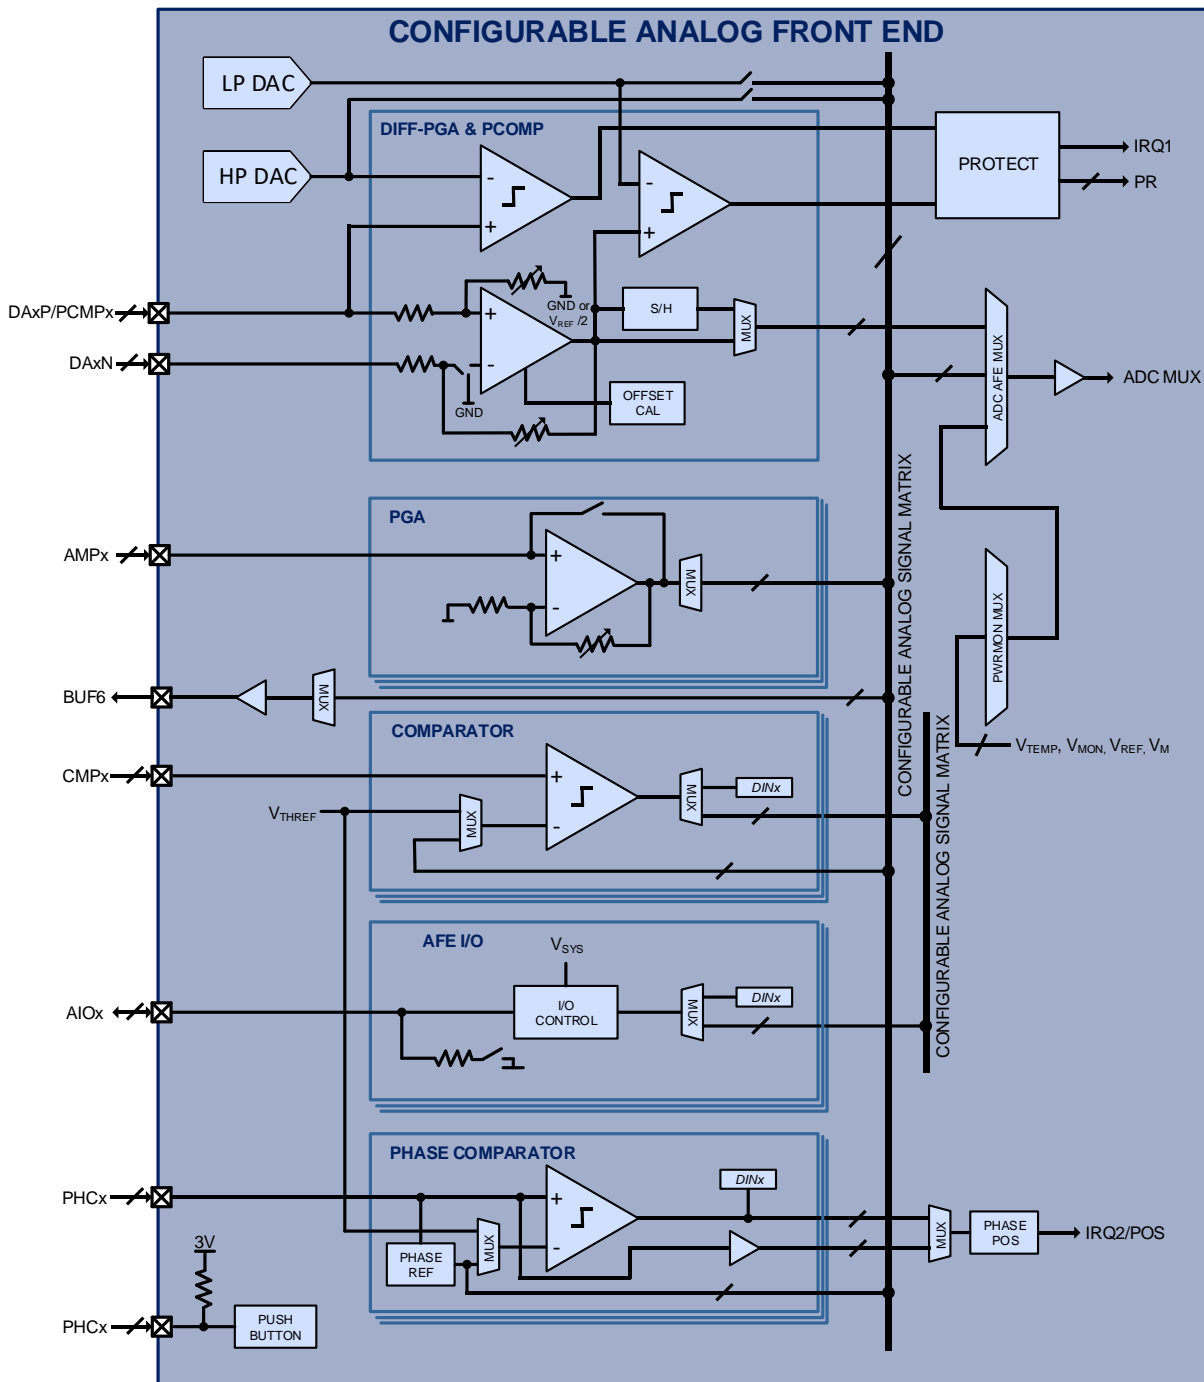 CONFIGURABLE ANALOG FRONT END
LP DAC
DIFF-PGA & PCOMP
HP DAC
-
+
-
+
PROTECT
IRQ1
PR
DAxP/PCMPx
DAxN
+
-
GND or
VREF /2
GND
S/H
MUX
OFFSET
CAL
ADC AFE MUX
ADC MUX
CONFIGURABLE ANALOG SIGNAL MATRIX
PGA
AMPx
+
-
MUX
PWRMON MUX
VTEMP, VMON, VREF, VM
BUF6
MUX
COMPARATOR
CMPx
VTHREF
MUX
+
-
MUX
DINx
CONFIGURABLE ANALOG SIGNAL MATRIX
AFE I/O
VSYS
AIOx
I/O
CONTROL
MUX
DINx
PHASE COMPARATOR
PHCx
PHASE
REF
MUX
+
-
DINx
MUX
PHASE
POS
IRQ2/POS
3V
PHCx
PUSH
BUTTON